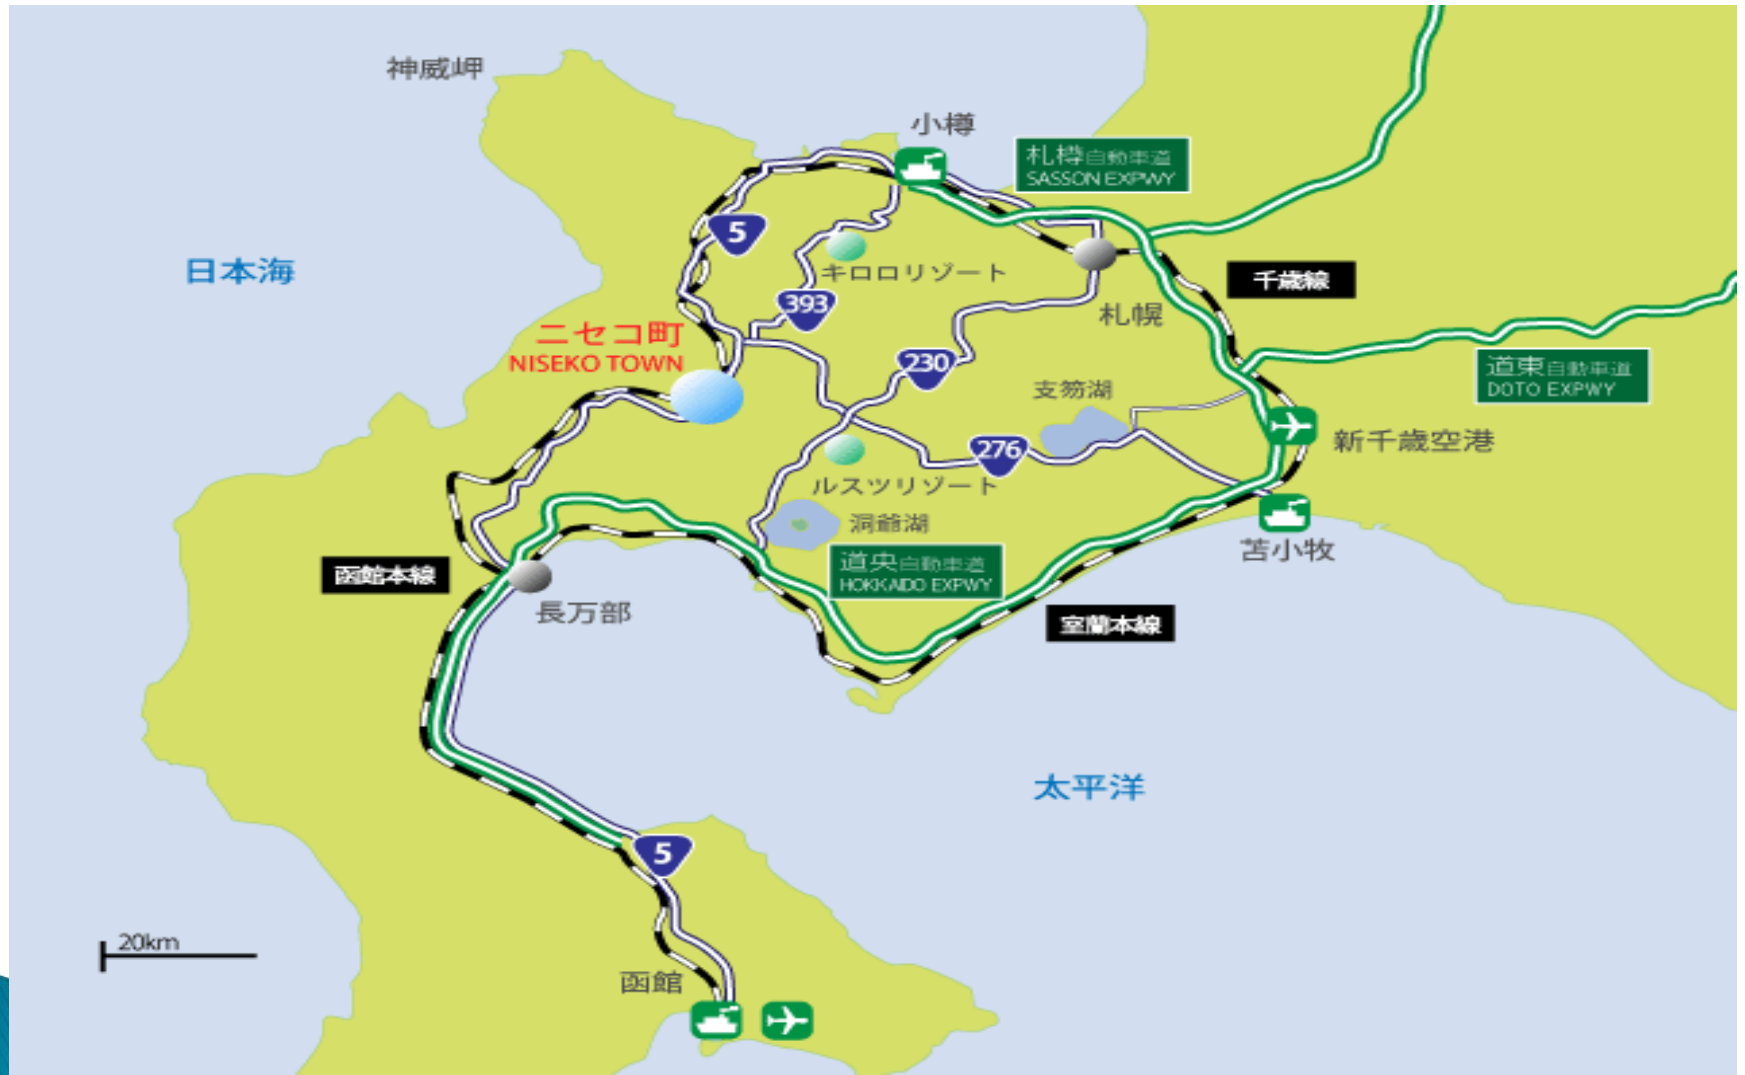 神威岬
小樽
札樽自動車道
SASSON EXPWY
5
日本海
キロロリゾート
千歳線
393
札幌
ニセコ町
NISEKO TOWN
230
道東自動車道
DOTO EXPWY
支笏湖
新千歳空港
276
ルスツリゾート
洞爺湖
苫小牧
道央自動車道
HOKKADO EXPWY
函館本線
長万部
室蘭本線
太平洋
5
20km
函館